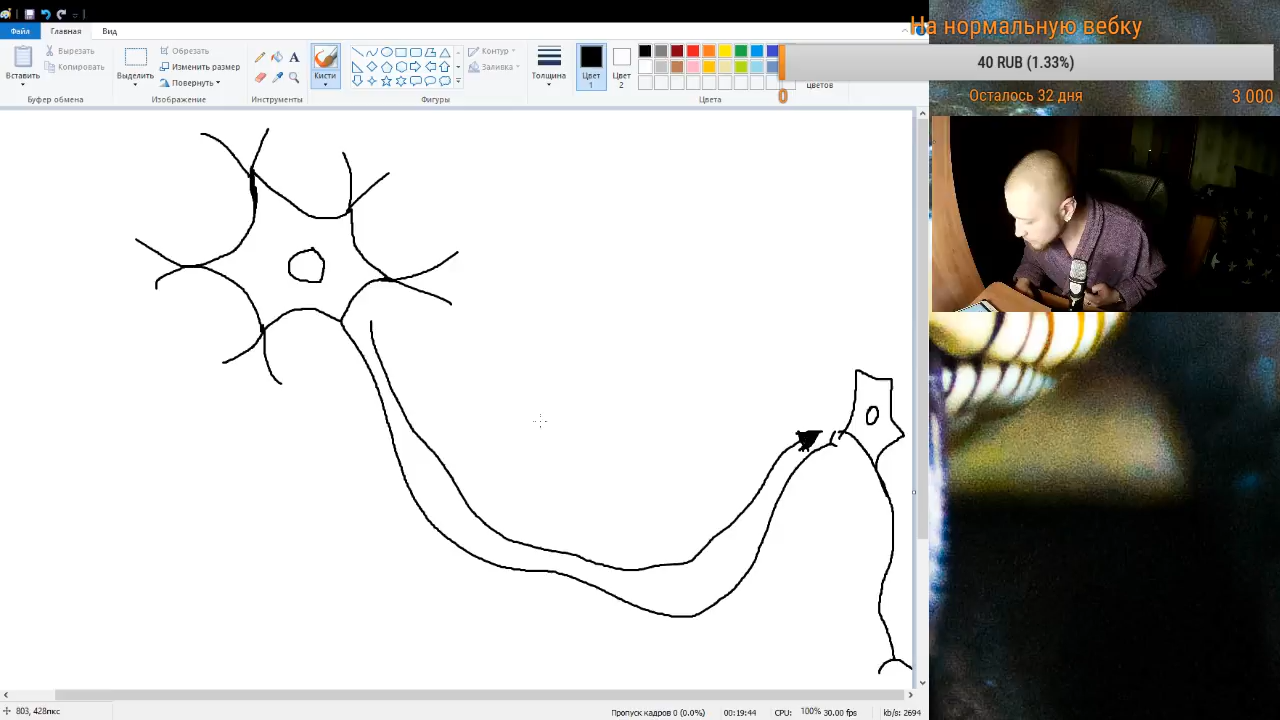 На нормальную вебку
Файл Главная Вид
Вставить
Вырезать
Копировать
Буфер обмена
Выделить
Обрезать
Изменить размер
Повернуть
Изображение
A
Инструменты
Кисти
Контур
Заливка
Фигуры
Толщина
Цвет 1
Цвет 2
Цвета
цветов
40 RUB (1.33%)
0
Осталось 32 дня
3 000
803, 428пкс
Пропуск кадров 0 (0.0%)
00:19:44
CPU:
100%
30.00 fps
kb/s: 2694